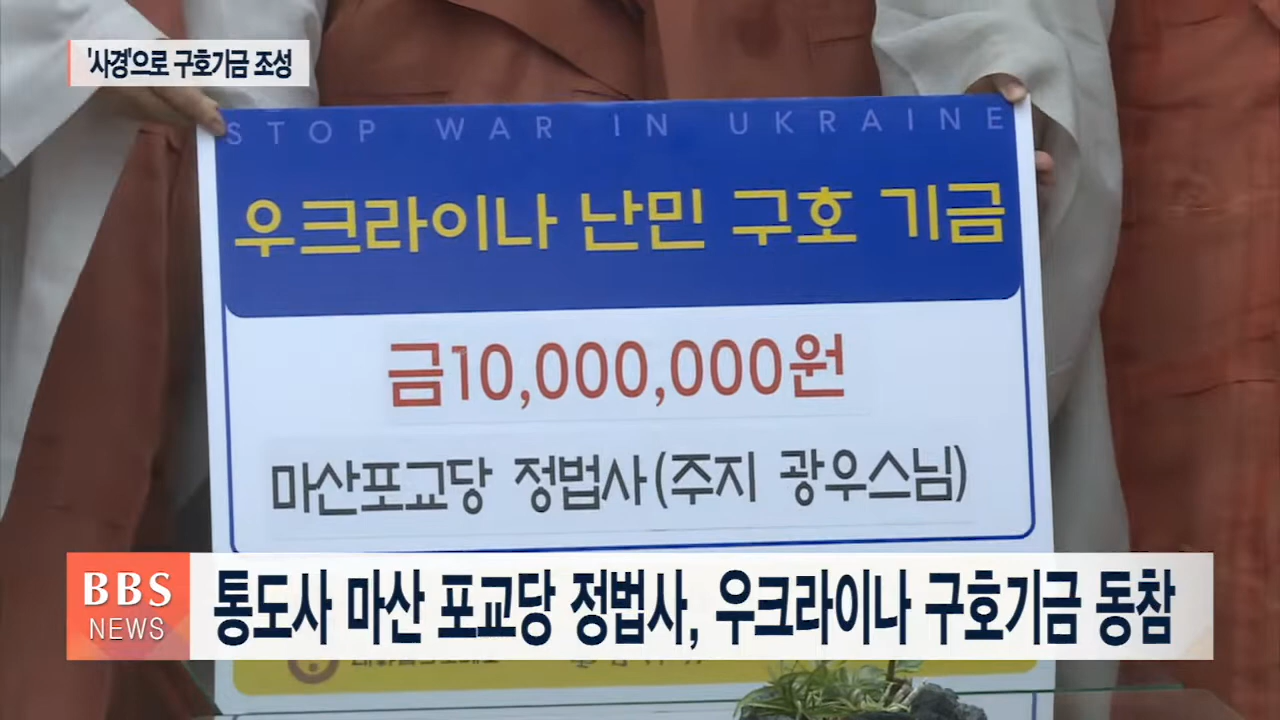 '사경'으로 구호기금 조성
STOP WAR IN UKRAINE
우크라이나 난민 구호 기금
금10,000,000원
마산포교당 정법사(주지 광우스님)
BBS NEWS
통도사 마산 포교당 정법사, 우크라이나 구호기금 동참